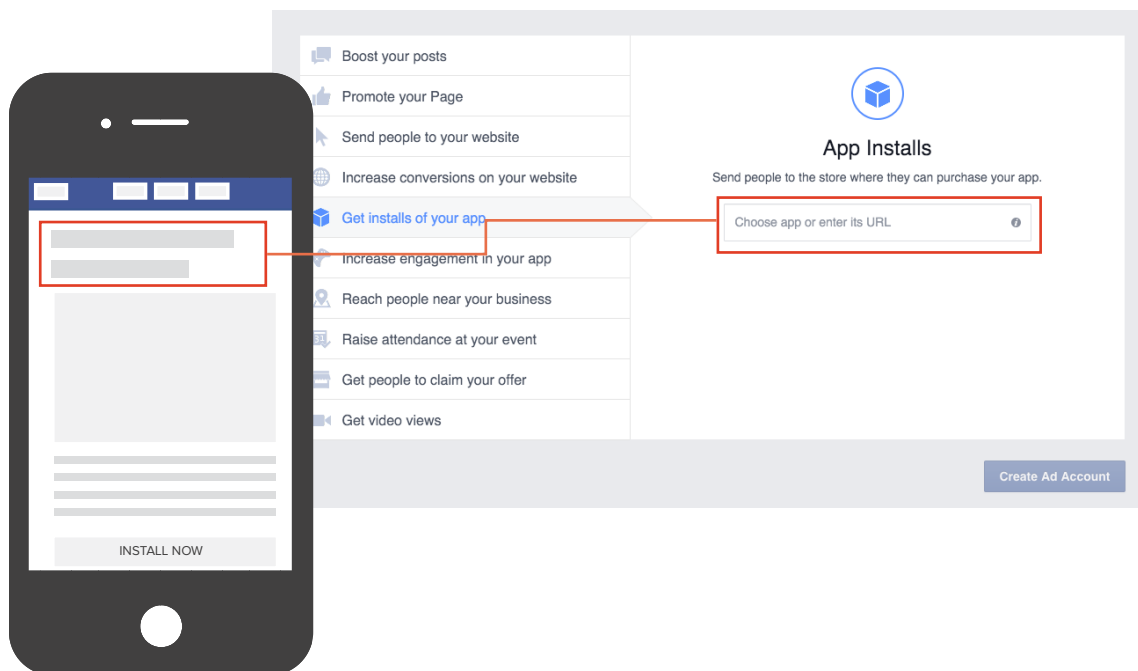 Boost your posts
Promote your Page
Send people to your website
Increase conversions on your website
Get installs of your app
Increase engagement in your app
Reach people near your business
31
Raise attendance at your event
Get people to claim your offer
Get video views
App Installs
Send people to the store where they can purchase your app.
Choose app or enter its URL
i
Create Ad Account
INSTALL NOW